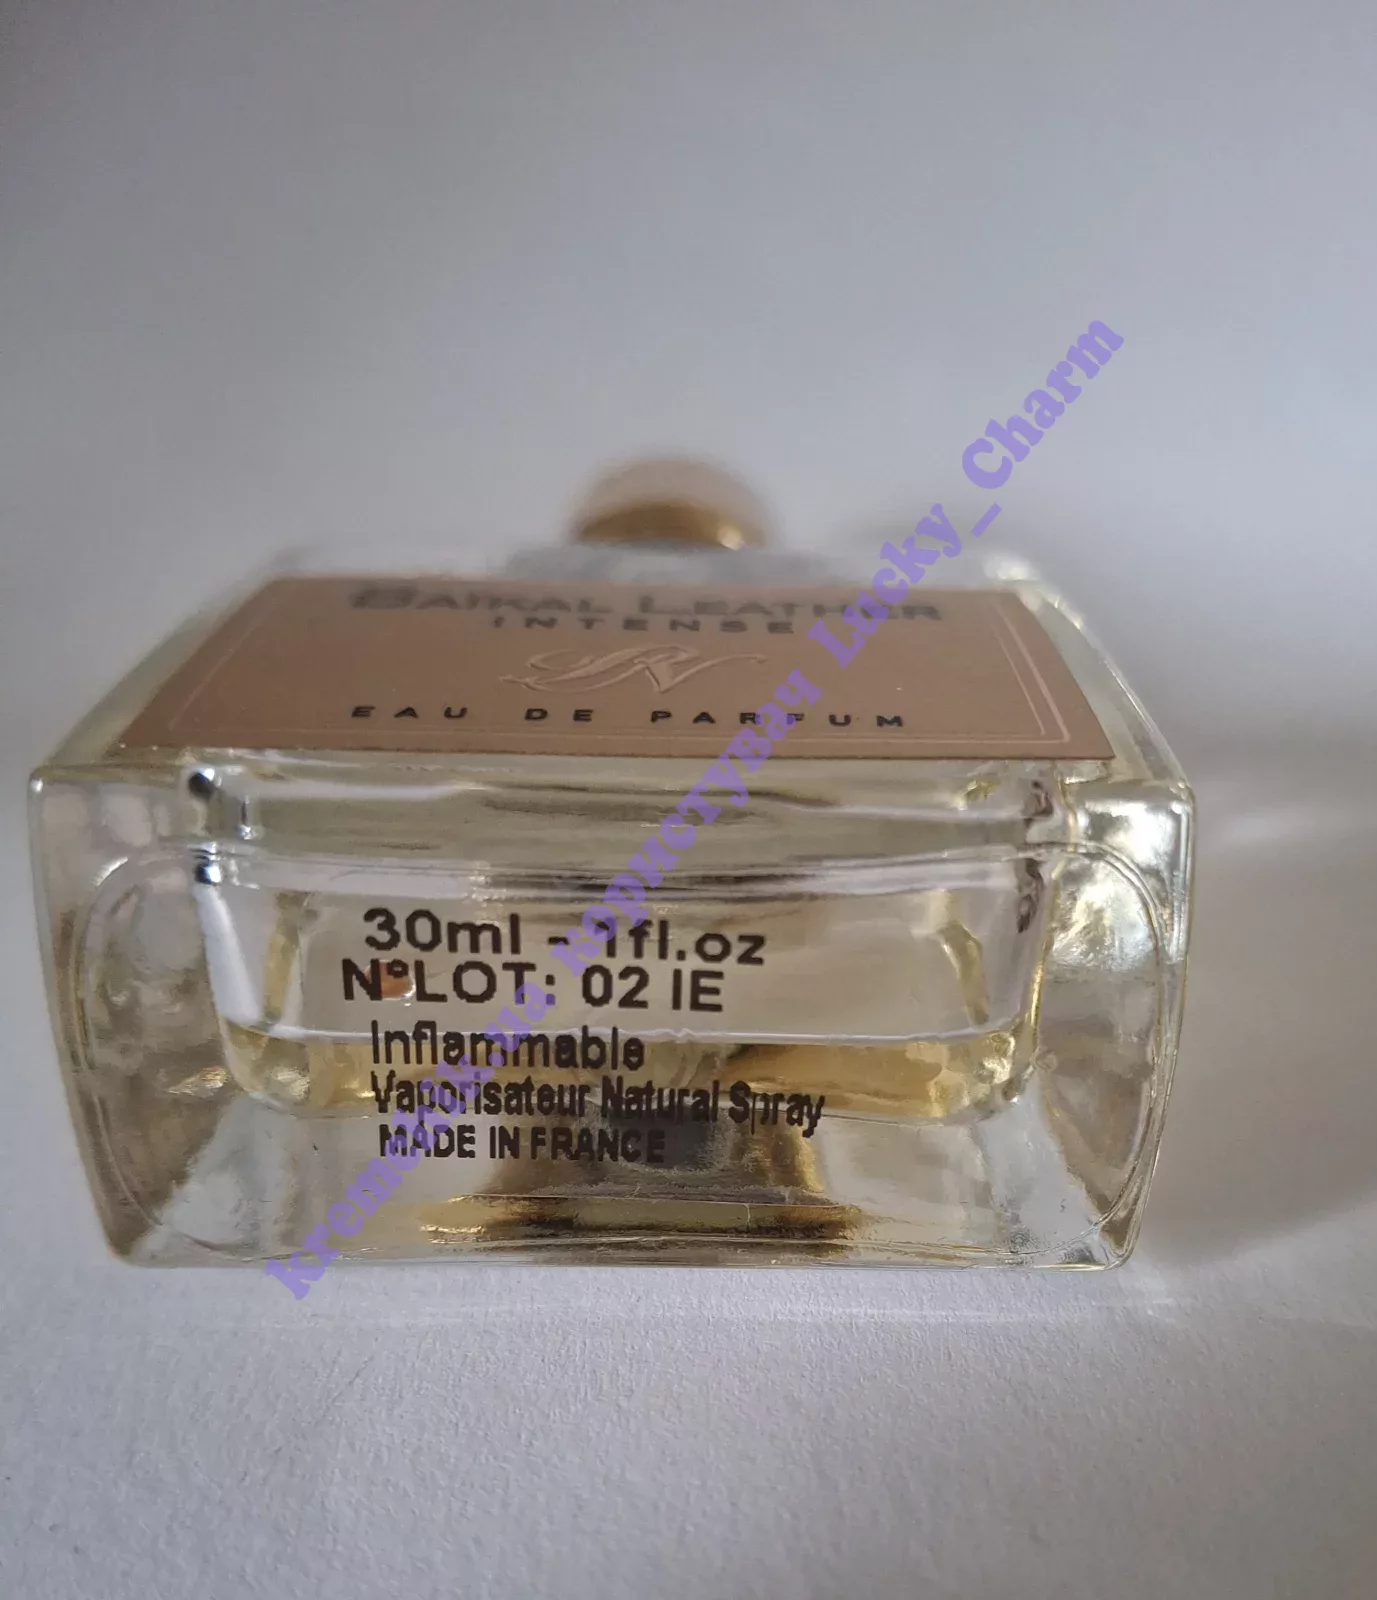 BAIKAL LEATHER
INTENSE
EAU DE PARFUM
30ml - 1fl.oz
N°LOT: 02 IE
Inflammable
Vaporisateur Natural Spray
MADE IN FRANCE
користувач Lucky_Charm